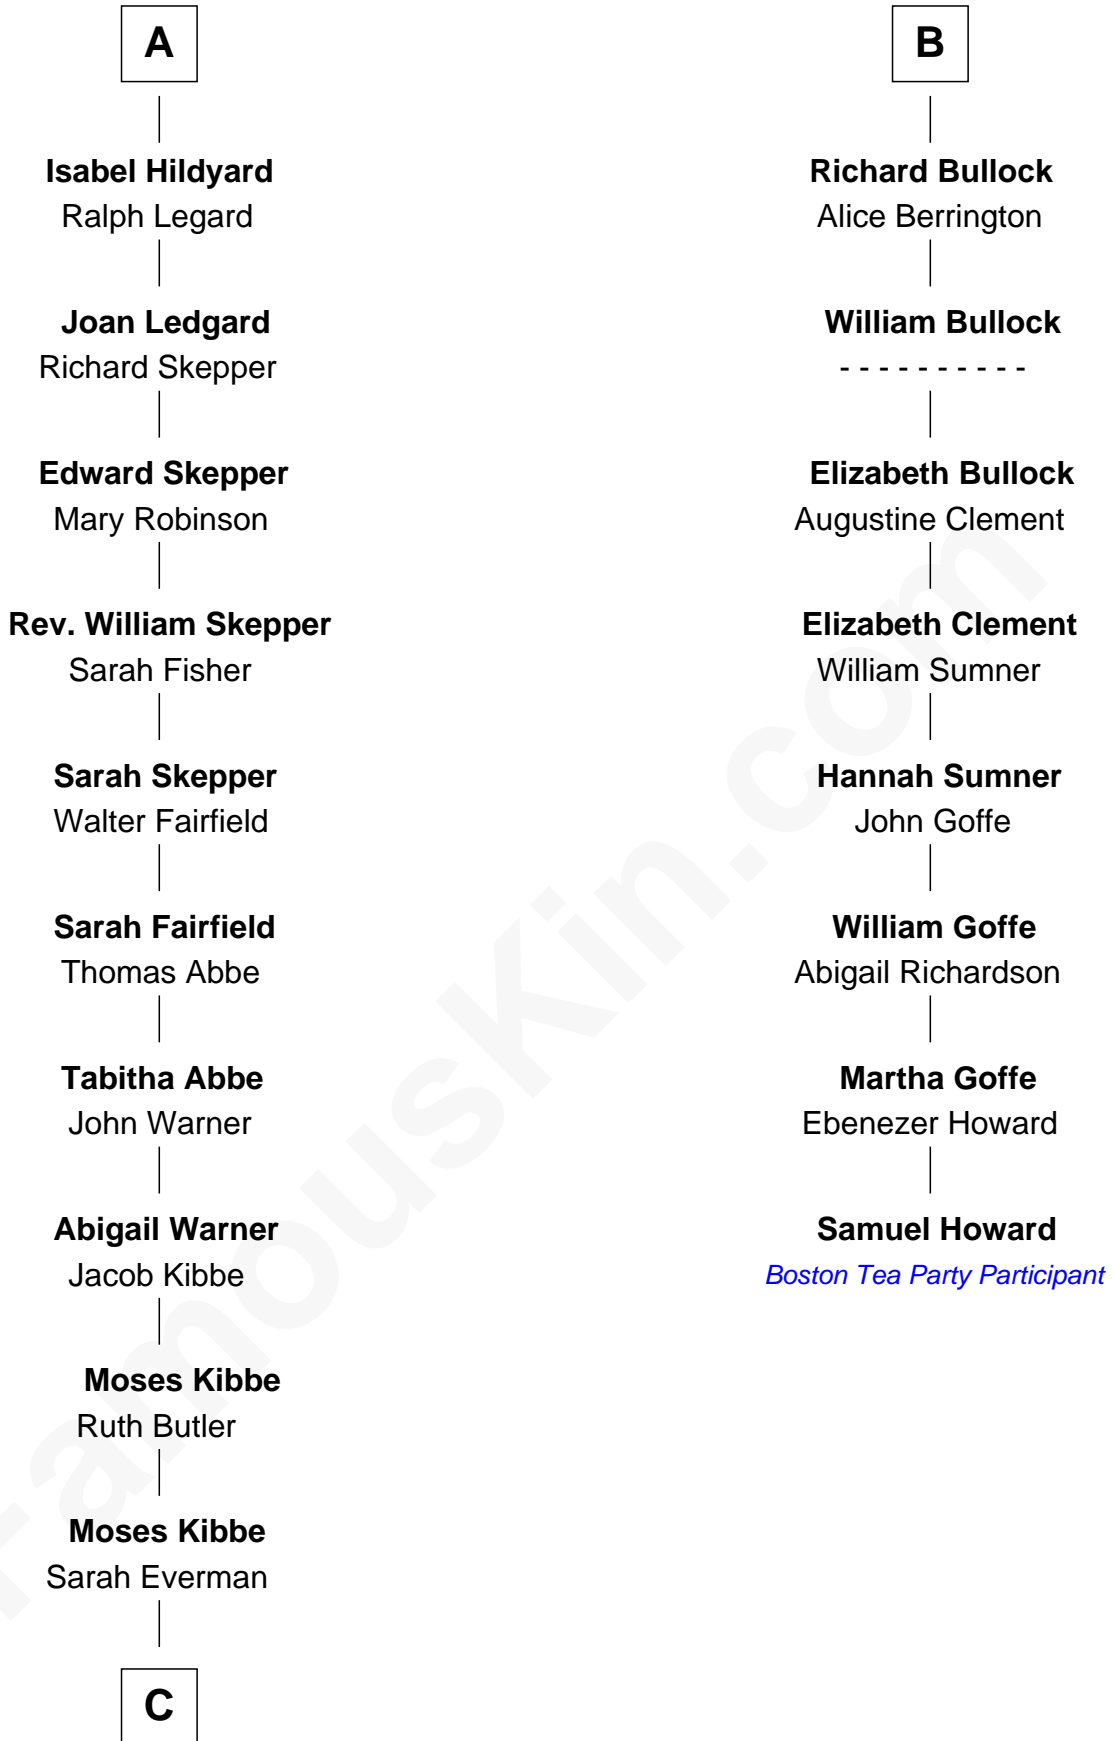 A
Isabel Hildyard
Ralph Legard
Joan Ledgard
Richard Skepper
Edward Skepper
Mary Robinson
Rev. William Skepper
Sarah Fisher
Sarah Skepper
Walter Fairfield
Sarah Fairfield
Thomas Abbe
Tabitha Abbe
John Warner
Abigail Warner
Jacob Kibbe
Moses Kibbe
Ruth Butler
Moses Kibbe
Sarah Everman
C
B
Richard Bullock
Alice Berrington
William Bullock
- - - - - - - - - -
Elizabeth Bullock
Augustine Clement
Elizabeth Clement
William Sumner
Hannah Sumner
John Goffe
William Goffe
Abigail Richardson
Martha Goffe
Ebenezer Howard
Samuel Howard
Boston Tea Party Participant
FamousKin.com